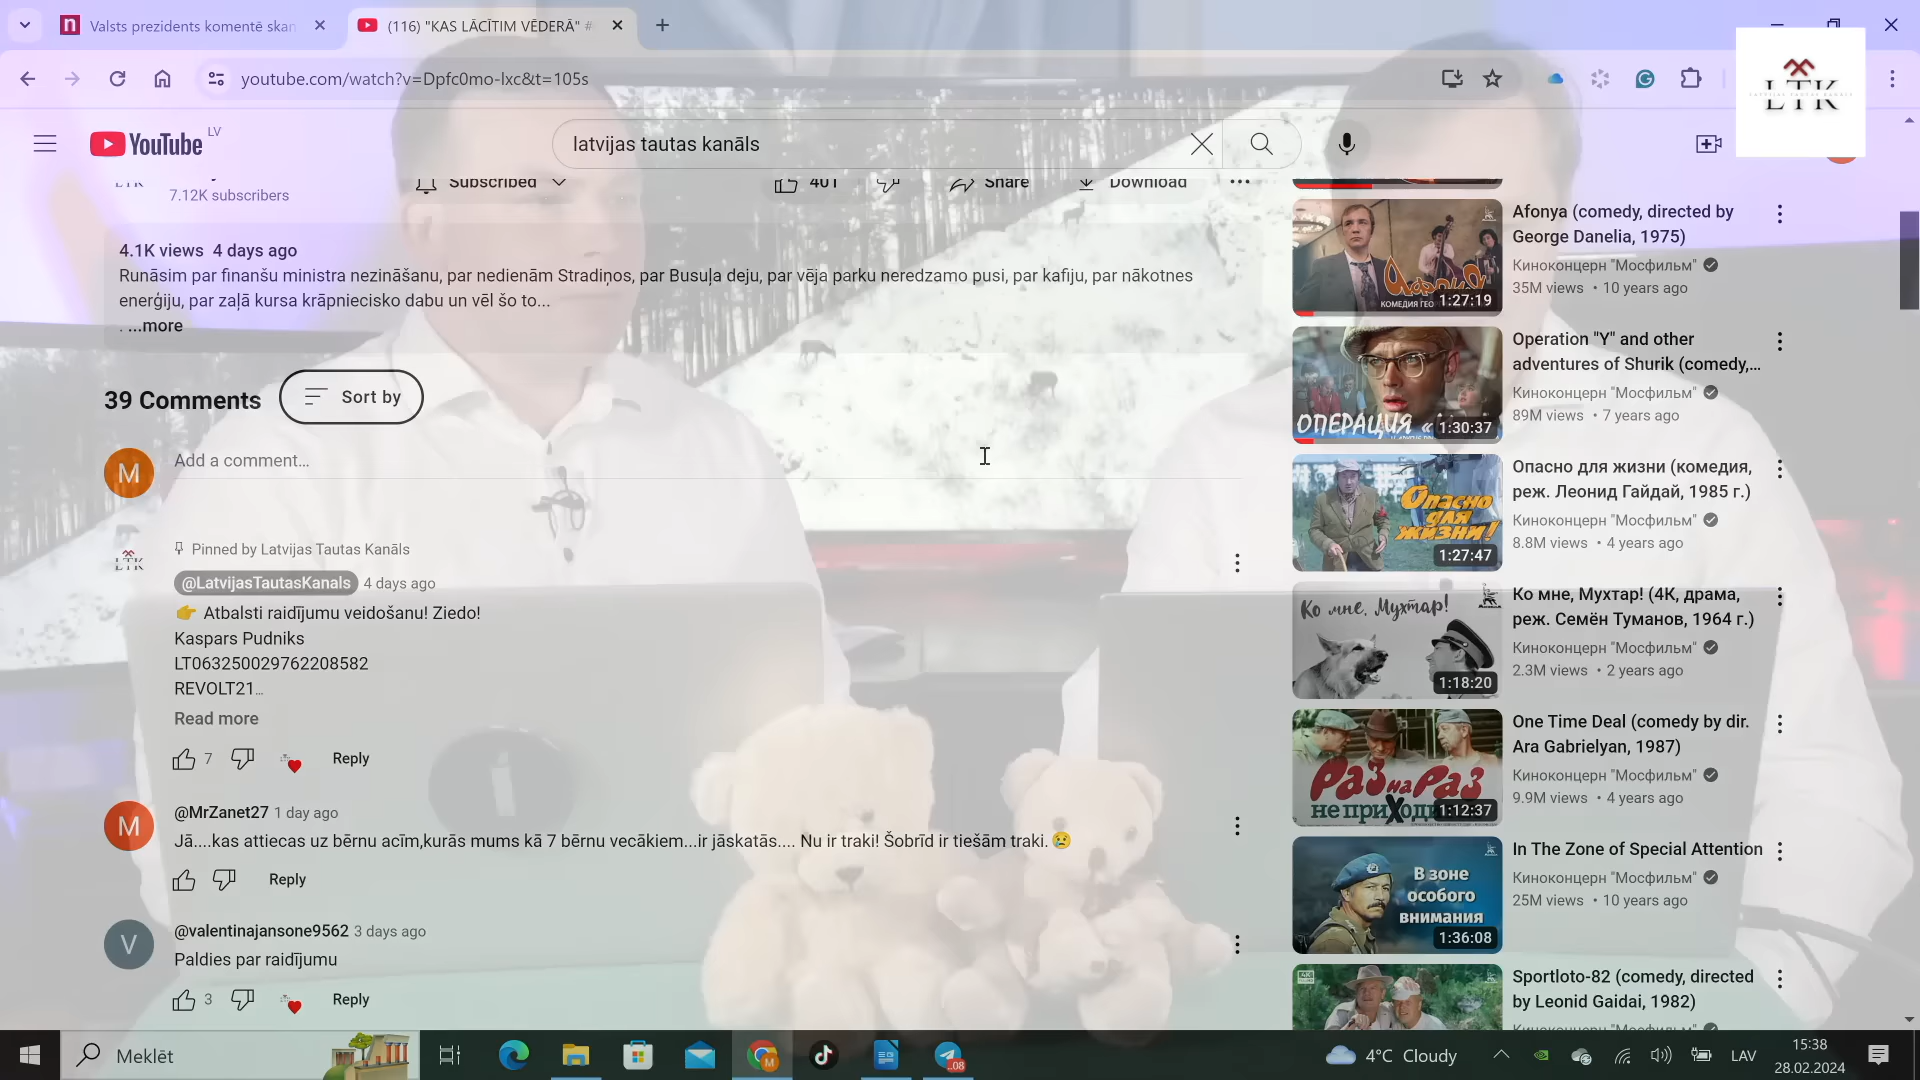 Valsts prezidents komentē skan
(116) "KAS LĀCĪTIM VĒDERĀ" #
youtube.com/watch?v=Dpfc0mo-lxc&t=105s
LTK
YouTube LV
latvijas tautas kanāls
7.12K subscribers
Subscribed
401
Share
Download
4.1K views 4 days ago
Runāsim par finanšu ministra nezināšanu, par nedienām Stradiņos, par Busuļa deju, par vēja parku neredzamo pusi, par kafiju, par nākotnes
enerģiju, par zaļā kursa krāpniecisko dabu un vēl šo to...
. ...more
39 Comments
Sort by
M
Add a comment...
LTK
Pinned by Latvijas Tautas Kanāls
@LatvijasTautasKanals 4 days ago
👉 Atbalsti raidījumu veidošanu! Ziedo!
Kaspars Pudniks
LT063250029762208582
REVOLT21...
Read more
7
Reply
M
@MrZanet27 1 day ago
Jā....kas attiecas uz bērnu acīm,kurās mums kā 7 bērnu vecākiem...ir jāskatās.... Nu ir traki! Šobrīd ir tiešām traki.😢
Reply
V
@valentinajansone9562 3 days ago
Paldies par raidījumu
3
Reply
Афоня
КОМЕДИЯ ГЕО
1:27:19
Afonya (comedy, directed by
George Danelia, 1975)
Киноконцерн "Мосфильм"
35M views • 10 years ago
ОПЕРАЦИЯ «
1:30:37
Operation "Y" and other
adventures of Shurik (comedy,...
Киноконцерн "Мосфильм"
89M views • 7 years ago
Опасно
для
жизни!
1:27:47
Опасно для жизни (комедия,
реж. Леонид Гайдай, 1985 г.)
Киноконцерн "Мосфильм"
8.8M views • 4 years ago
Ко мне, Мухтар!
1:18:20
Ко мне, Мухтар! (4К, драма,
реж. Семён Туманов, 1964 г.)
Киноконцерн "Мосфильм"
2.3M views • 2 years ago
Раз на Раз
не приходи
1:12:37
One Time Deal (comedy by dir.
Ara Gabrielyan, 1987)
Киноконцерн "Мосфильм"
9.9M views • 4 years ago
В зоне
особого
внимания
1:36:08
In The Zone of Special Attention
Киноконцерн "Мосфильм"
25M views • 10 years ago
Sportloto-82 (comedy, directed
by Leonid Gaidai, 1982)
Meklēt
M
..08
4°C Cloudy
LAV
15:38
28.02.2024